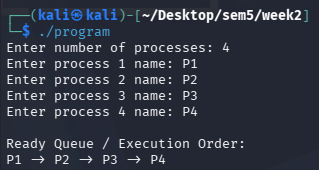 ┌──(kali㉿kali)-[~/Desktop/sem5/week2]
└─$ ./program
Enter number of processes: 4
Enter process 1 name: P1
Enter process 2 name: P2
Enter process 3 name: P3
Enter process 4 name: P4

Ready Queue / Execution Order:
P1 → P2 → P3 → P4